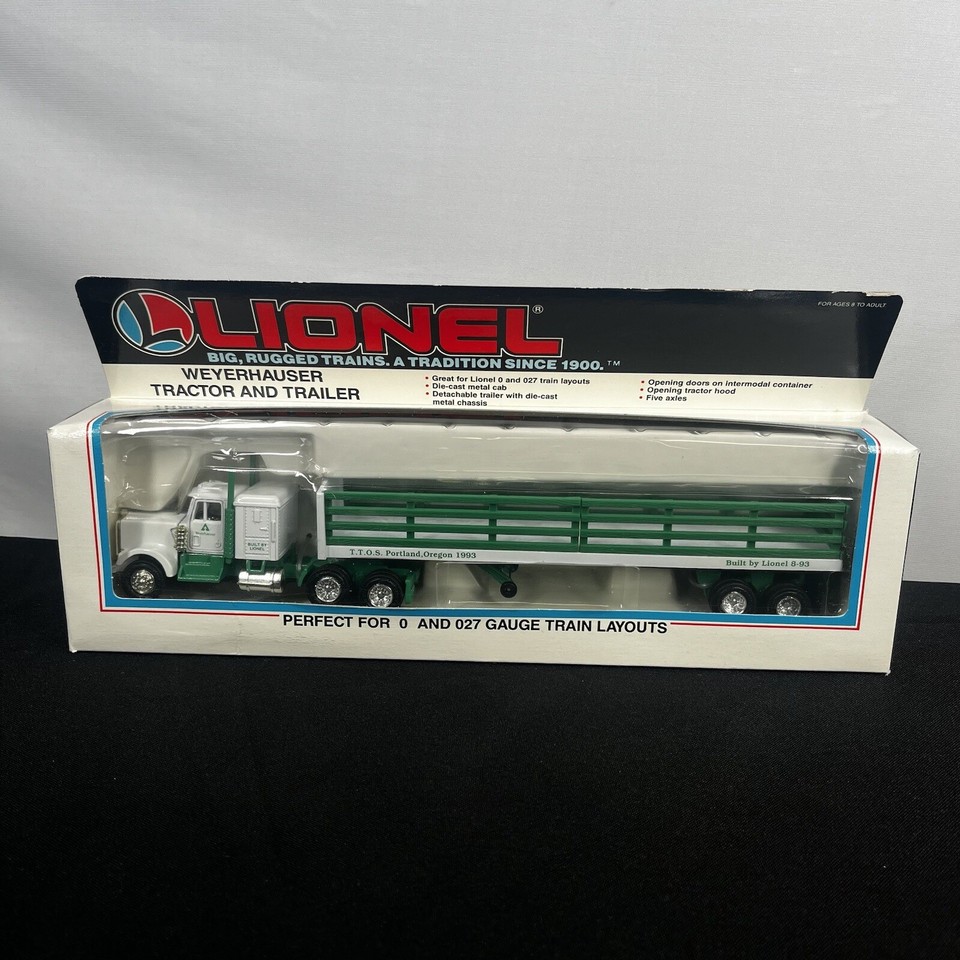 LIONEL®
FOR AGES 8 TO ADULT
BIG, RUGGED TRAINS. A TRADITION SINCE 1900.™
WEYERHAUSER
TRACTOR AND TRAILER
• Great for Lionel 0 and 027 train layouts
• Die-cast metal cab
• Detachable trailer with die-cast
metal chassis
• Opening doors on intermodal container
• Opening tractor hood
• Five axles
BUILT BY
LIONEL
T.T.O.S. Portland,Oregon 1993
Built by Lionel 8-93
PERFECT FOR 0 AND 027 GAUGE TRAIN LAYOUTS